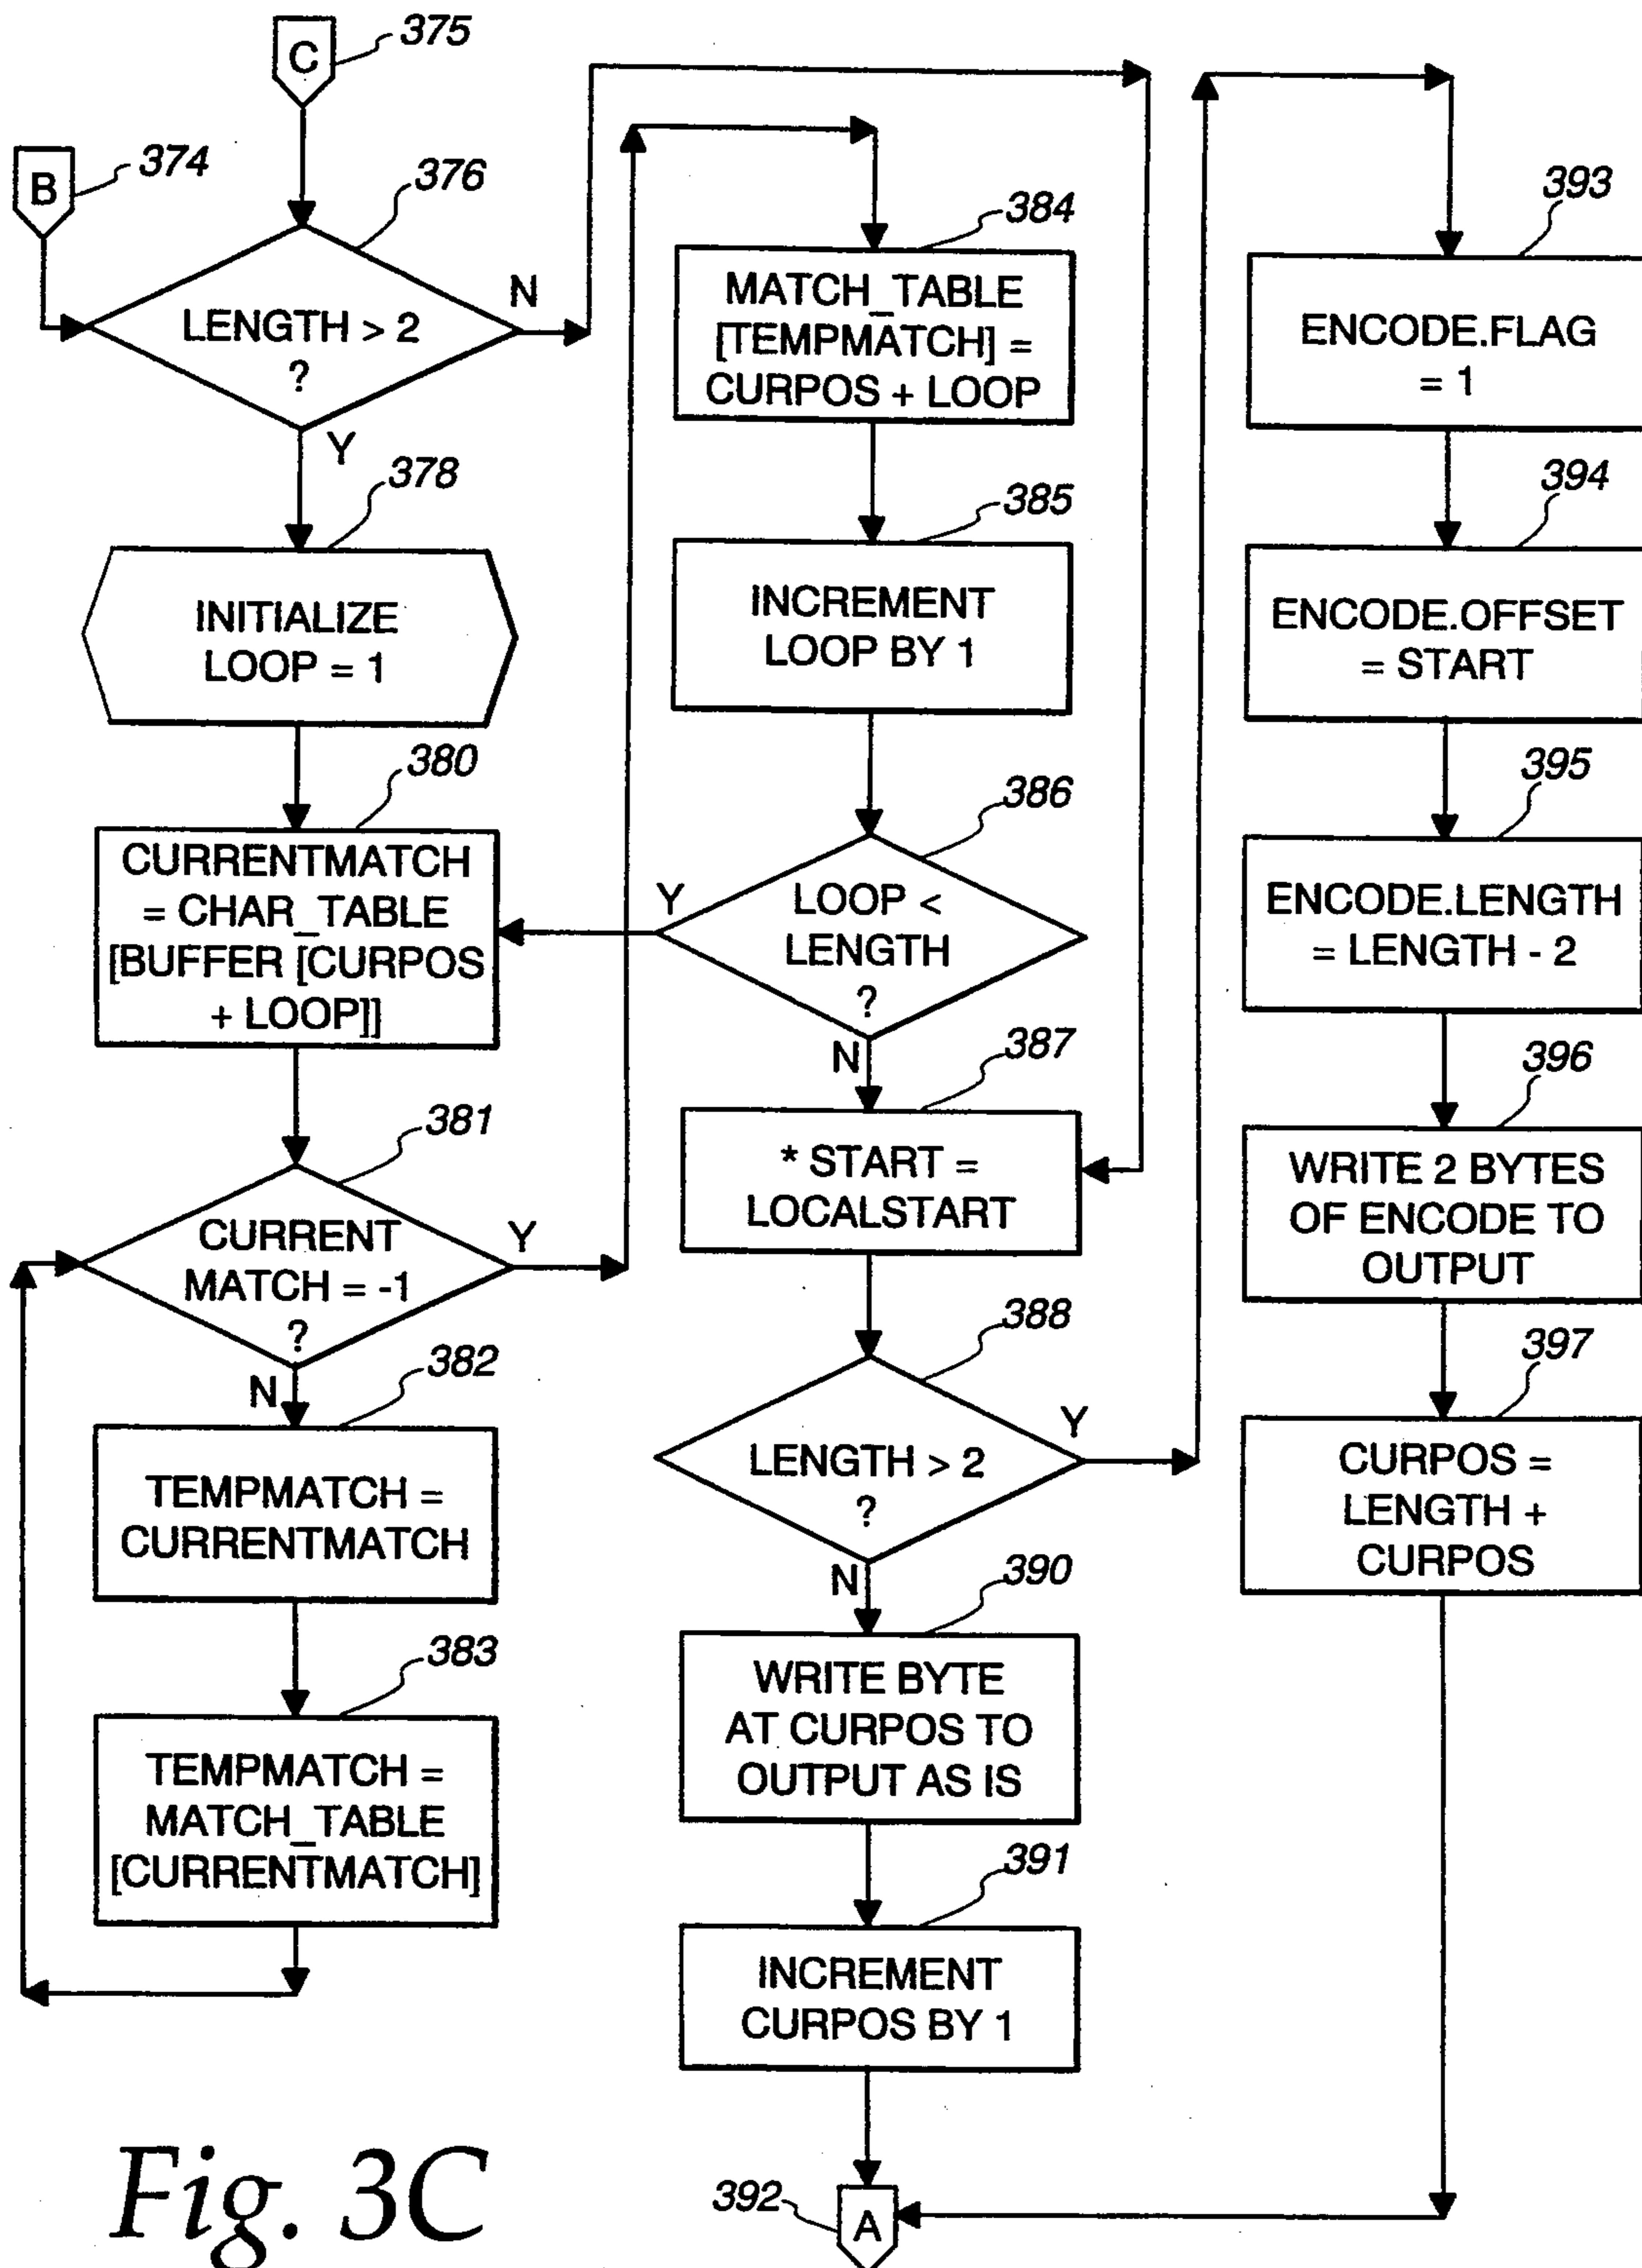 C
375
B
374
376
LENGTH > 2
?
N
Y
378
INITIALIZE
LOOP = 1
380
CURRENTMATCH
= CHAR_TABLE
[BUFFER [CURPOS
+ LOOP]]
381
CURRENT
MATCH = -1
?
Y
N
382
TEMPMATCH =
CURRENTMATCH
383
TEMPMATCH =
MATCH_TABLE
[CURRENTMATCH]
384
MATCH_TABLE
[TEMPMATCH] =
CURPOS + LOOP
385
INCREMENT
LOOP BY 1
386
LOOP <
LENGTH
?
Y
N
387
* START =
LOCALSTART
388
LENGTH > 2
?
Y
N
390
WRITE BYTE
AT CURPOS TO
OUTPUT AS IS
391
INCREMENT
CURPOS BY 1
392
A
393
ENCODE.FLAG
= 1
394
ENCODE.OFFSET
= START
395
ENCODE.LENGTH
= LENGTH - 2
396
WRITE 2 BYTES
OF ENCODE TO
OUTPUT
397
CURPOS =
LENGTH +
CURPOS
Fig. 3C